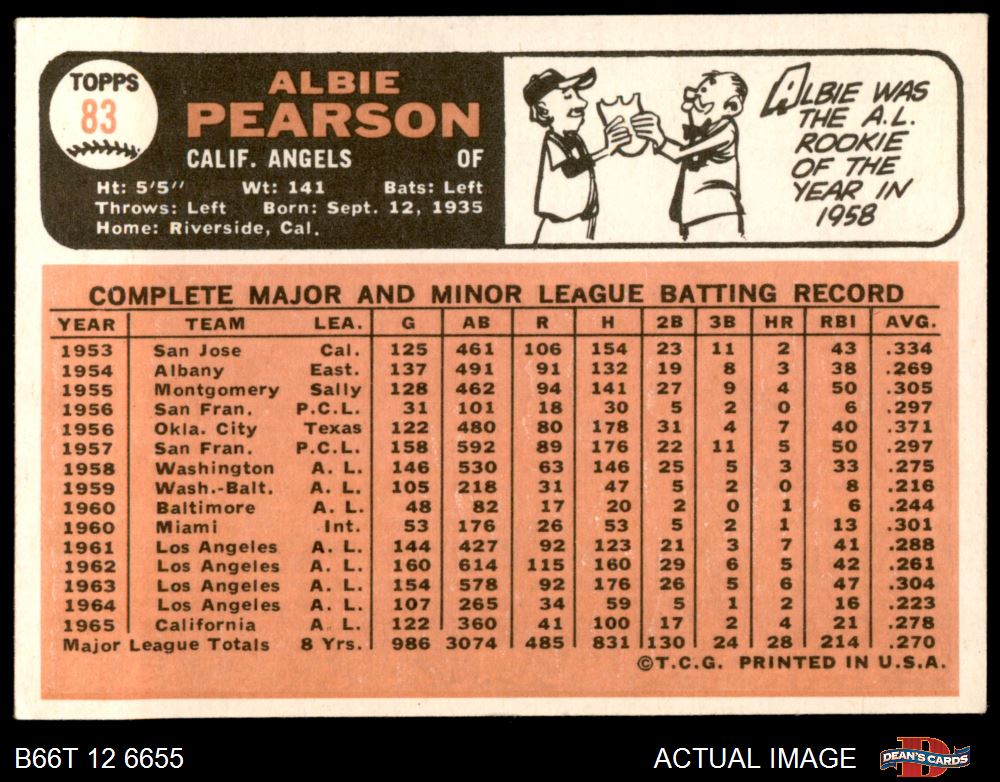 TOPPS
83
ALBIE
PEARSON
CALIF. ANGELS OF
Ht: 5'5" Wt: 141 Bats: Left
Throws: Left Born: Sept. 12, 1935
Home: Riverside, Cal.
ALBIE WAS
THE A.L.
ROOKIE
OF THE
YEAR IN
1958
COMPLETE MAJOR AND MINOR LEAGUE BATTING RECORD
YEAR TEAM LEA. G AB R H 2B 3B HR RBI AVG.
1953 San Jose Cal. 125 461 106 154 23 11 2 43 .334
1954 Albany East. 137 491 91 132 19 8 3 38 .269
1955 Montgomery Sally 128 462 94 141 27 9 4 50 .305
1956 San Fran. P.C.L. 31 101 18 30 5 2 0 6 .297
1956 Okla. City Texas 122 480 80 178 31 4 7 40 .371
1957 San Fran. P.C.L. 158 592 89 176 22 11 5 50 .297
1958 Washington A. L. 146 530 63 146 25 5 3 33 .275
1959 Wash.-Balt. A. L. 105 218 31 47 5 2 0 8 .216
1960 Baltimore A. L. 48 82 17 20 2 0 1 6 .244
1960 Miami Int. 53 176 26 53 5 2 1 13 .301
1961 Los Angeles A. L. 144 427 92 123 21 3 7 41 .288
1962 Los Angeles A. L. 160 614 115 160 29 6 5 42 .261
1963 Los Angeles A. L. 154 578 92 176 26 5 6 47 .304
1964 Los Angeles A. L. 107 265 34 59 5 1 2 16 .223
1965 California A. L. 122 360 41 100 17 2 4 21 .278
Major League Totals 8 Yrs. 986 3074 485 831 130 24 28 214 .270
©T.C.G. PRINTED IN U.S.A.
B66T 12 6655 ACTUAL IMAGE
DEAN'S CARDS